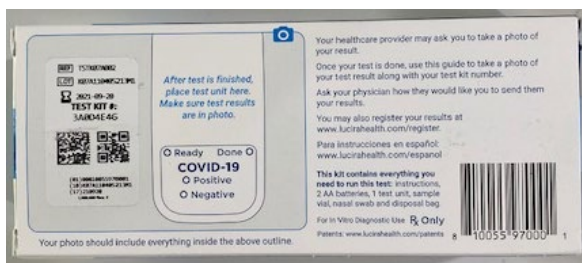 REF TSTX07A002
LOT
2021-09-20
TEST KIT #:
3A0D4E4G
After test is finished,
place test unit here.
Make sure test results
are in photo.
Ready Done
COVID-19
Positive
Negative
Your photo should include everything inside the above outline.
Your healthcare provider may ask you to take a photo of
your result.
Once your test is done, use this guide to take a photo of
your test result along with your test kit number.
Ask your physician how they would like you to send them
your results.
You may also register your results at
www.lucirahealth.com/register.
Para instrucciones en español:
www.lucirahealth.com/espanol
This kit contains everything you
need to run this test: instructions,
2 AA batteries, 1 test unit, sample
vial, nasal swab and disposal bag
For In Vitro Diagnostic Use Rx Only
Patents: www.lucirahealth.com/patents
8 10055 97000 1